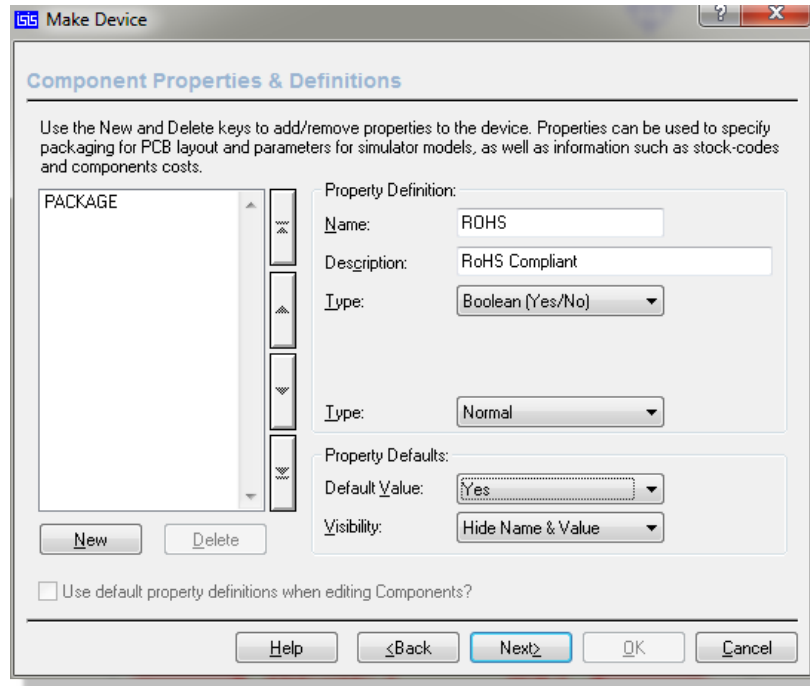 isis Make Device
?
X
Component Properties & Definitions
Use the New and Delete keys to add/remove properties to the device. Properties can be used to specify
packaging for PCB layout and parameters for simulator models, as well as information such as stock-codes
and components costs.
PACKAGE
Property Definition:
Name: ROHS
Description: RoHS Compliant
Type: Boolean (Yes/No)
Type: Normal
Property Defaults:
Default Value: Yes
Visibility: Hide Name & Value
New Delete
Use default property definitions when editing Components?
Help <Back Next> OK Cancel